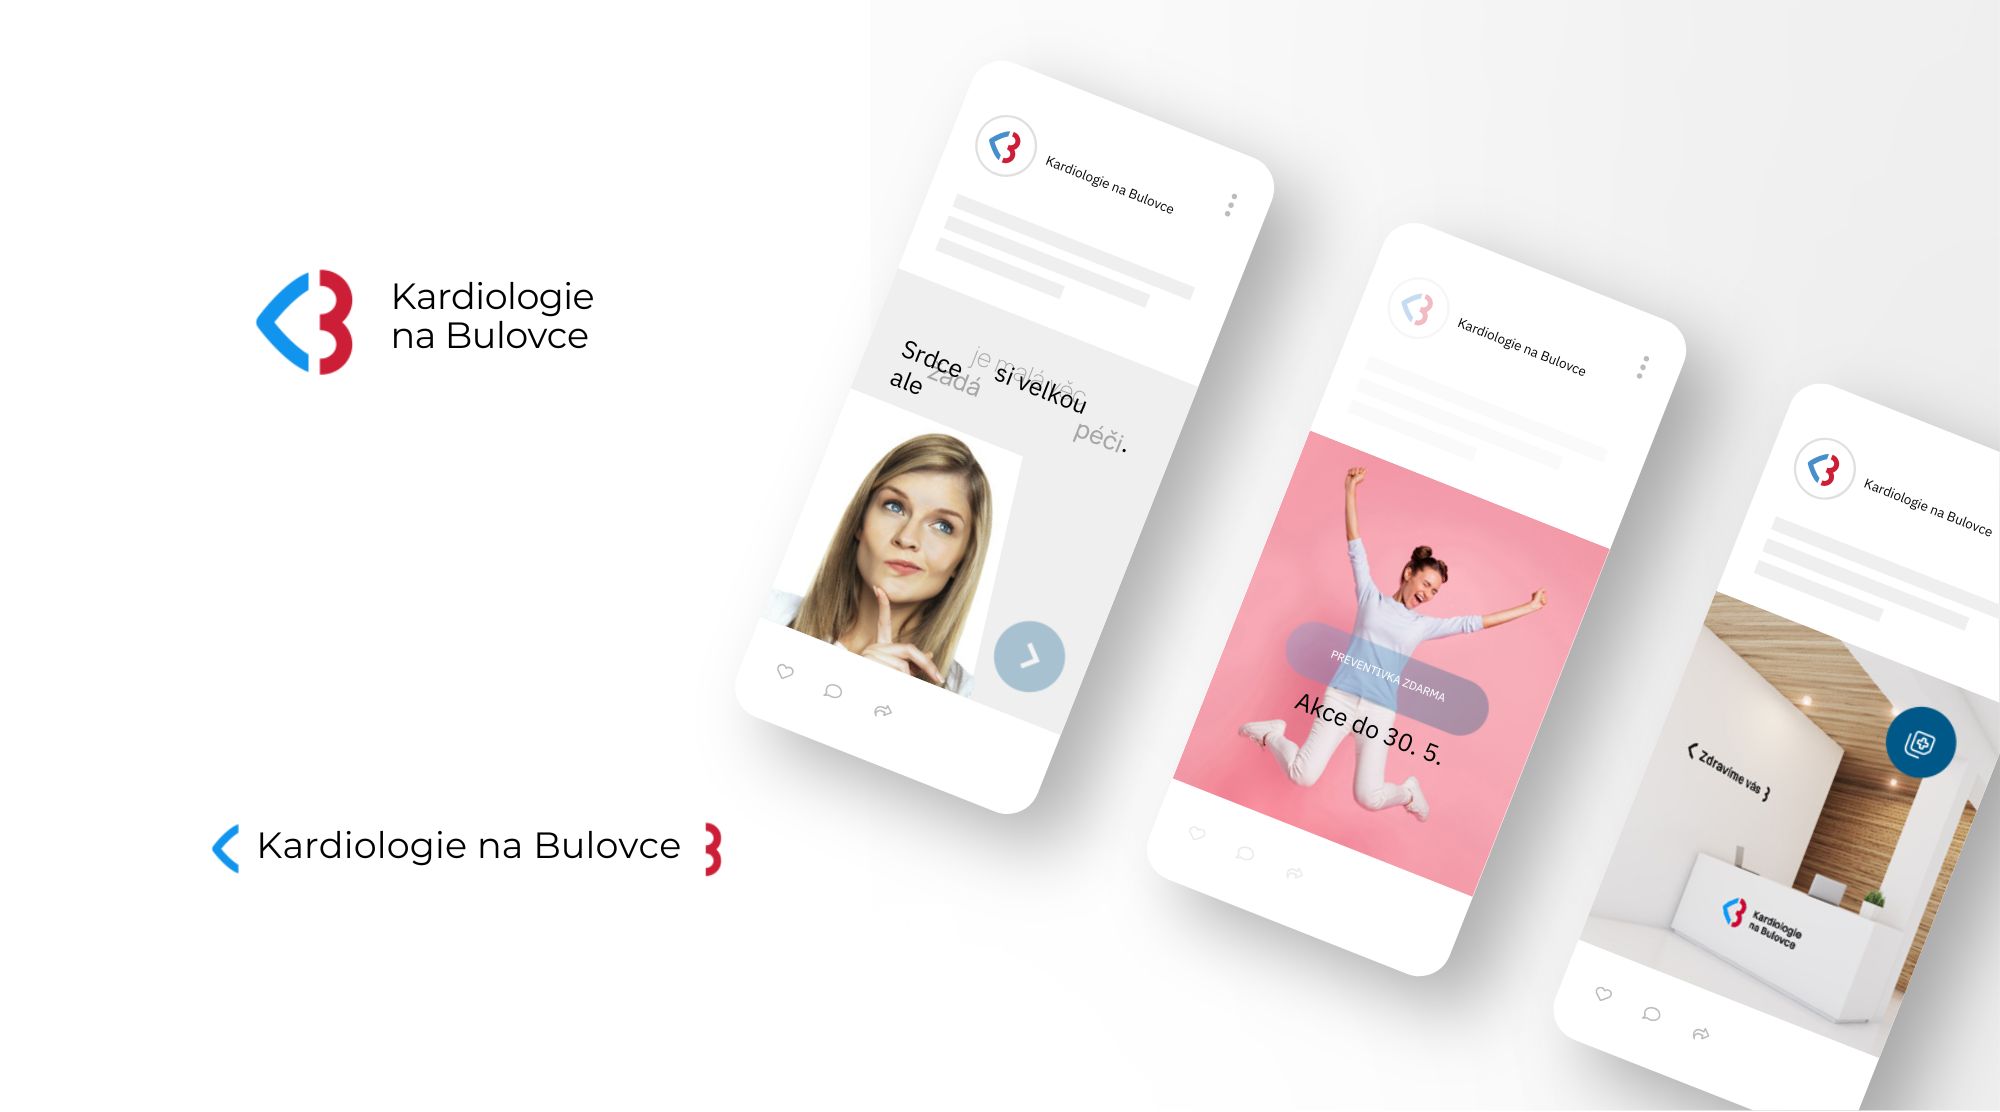 Kardiologie
na Bulovce
Kardiologie na Bulovce
Kardiologie na Bulovce
Srdce je malá věc
ale žádá si velkou
péči.
Kardiologie na Bulovce
PREVENTIVKA ZDARMA
Akce do 30. 5.
Kardiologie na Bulovce
Zdravíme vás
Kardiologie
na Bulovce